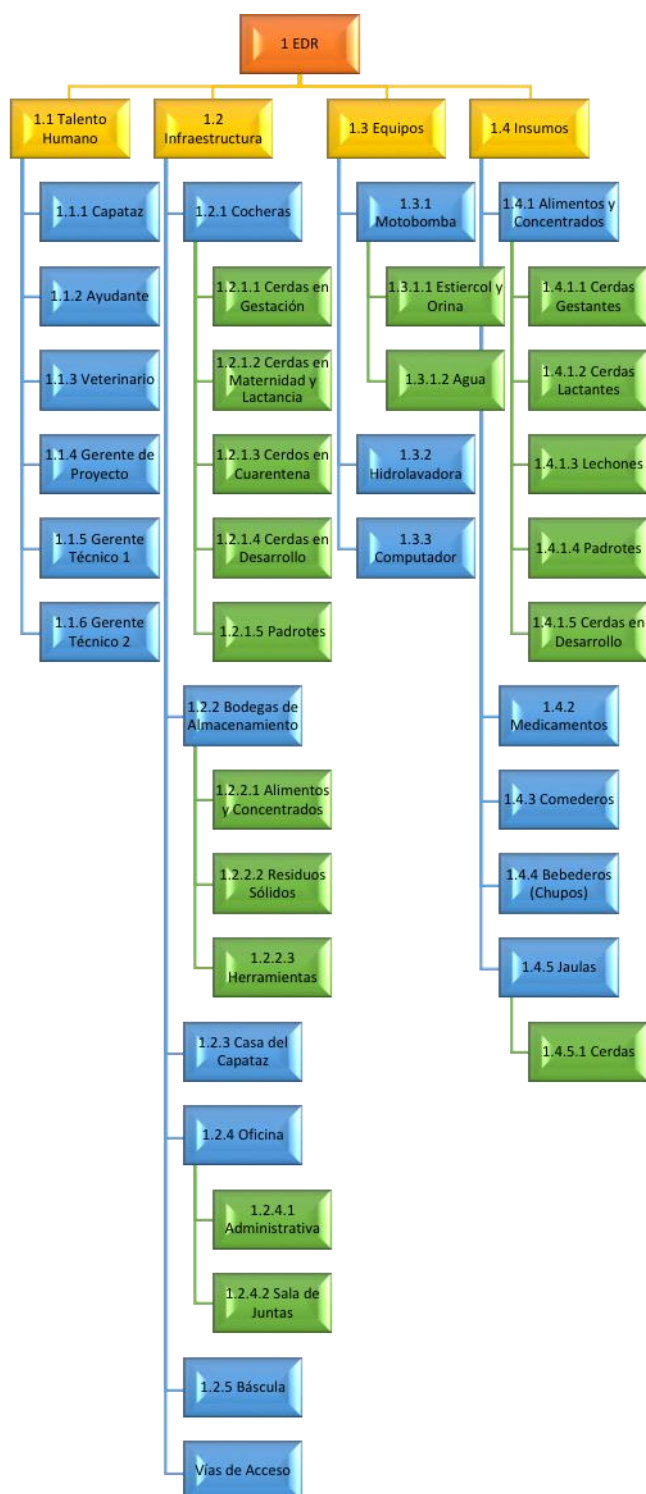 1 EDR
1.1 Talento
Humano
1.1.1 Capataz
1.1.2 Ayudante
1.1.3 Veterinario
1.1.4 Gerente de
Proyecto
1.1.5 Gerente
Técnico 1
1.1.6 Gerente
Técnico 2
1.2
Infraestructura
1.2.1 Cocheras
1.2.1.1 Cerdas en
Gestación
1.2.1.2 Cerdas en
Maternidad y
Lactancia
1.2.1.3 Cerdos en
Cuarentena
1.2.1.4 Cerdas en
Desarrollo
1.2.1.5 Padrotes
1.2.2 Bodegas de
Almacenamiento
1.2.2.1 Alimentos
y Concentrados
1.2.2.2 Residuos
Sólidos
1.2.2.3
Herramientas
1.2.3 Casa del
Capataz
1.2.4 Oficina
1.2.4.1
Administrativa
1.2.4.2 Sala de
Juntas
1.2.5 Báscula
Vías de Acceso
1.3 Equipos
1.3.1
Motobomba
1.3.1.1 Estiercol y
Orina
1.3.1.2 Agua
1.3.2
Hidrolavadora
1.3.3
Computador
1.4 Insumos
1.4.1 Alimentos y
Concentrados
1.4.1.1 Cerdas
Gestantes
1.4.1.2 Cerdas
Lactantes
1.4.1.3 Lechones
1.4.1.4 Padrotes
1.4.1.5 Cerdas en
Desarrollo
1.4.2
Medicamentos
1.4.3 Comederos
1.4.4 Bebederos
(Chupos)
1.4.5 Jaulas
1.4.5.1 Cerdas